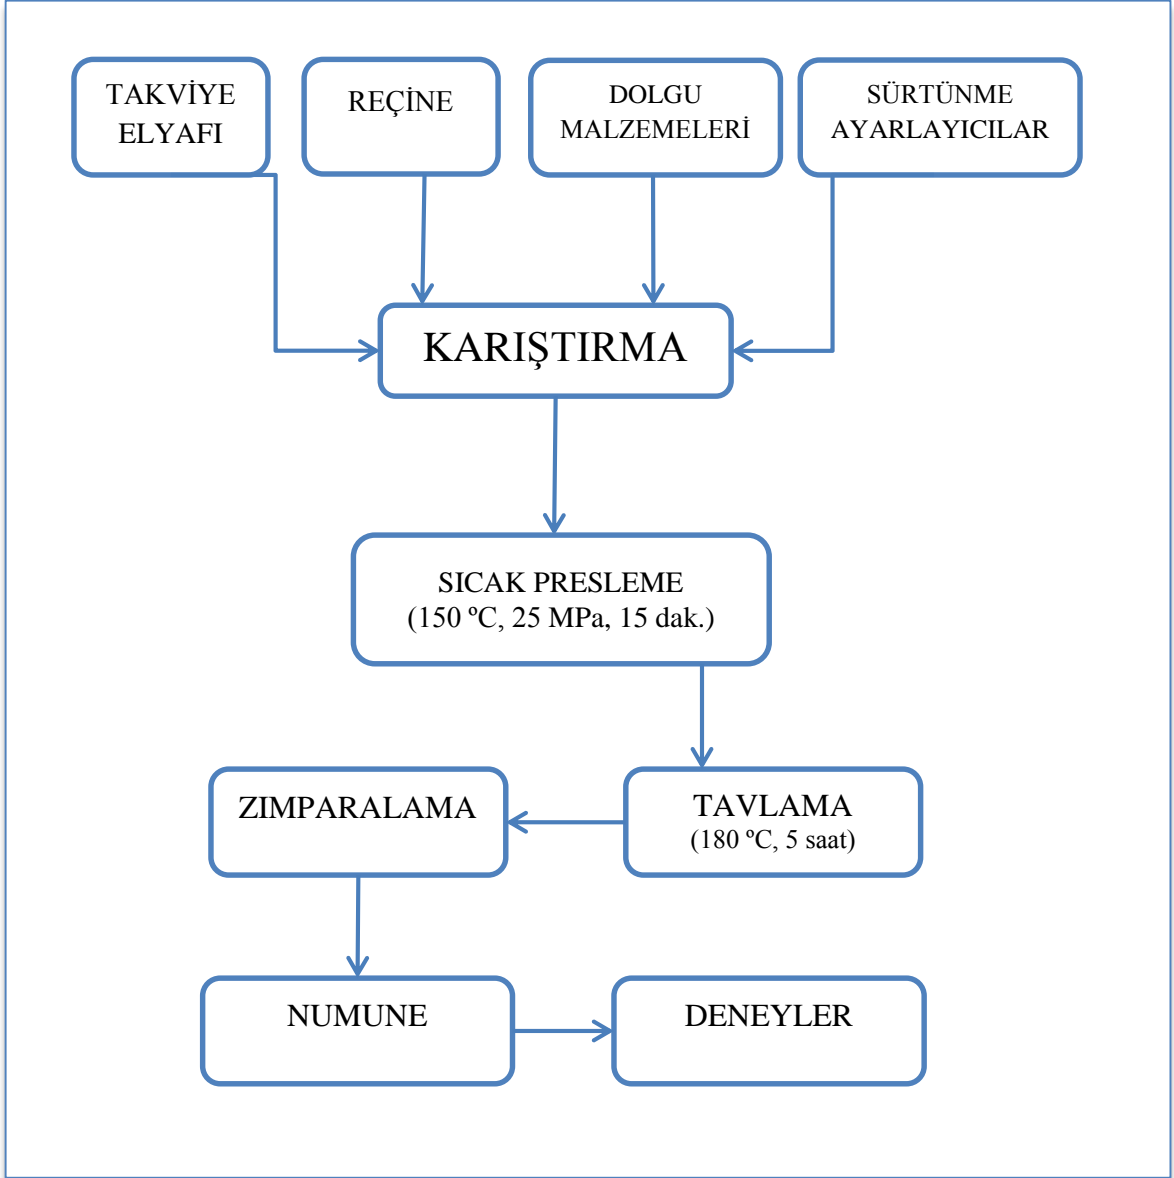 TAKVİYE
ELYAFI
REÇİNE
DOLGU
MALZEMELERİ
SÜRTÜNME
AYARLAYICILAR
KARIŞTIRMA
SICAK PRESLEME
(150 ºC, 25 MPa, 15 dak.)
ZIMPARALAMA
TAVLAMA
(180 ºC, 5 saat)
NUMUNE
DENEYLER